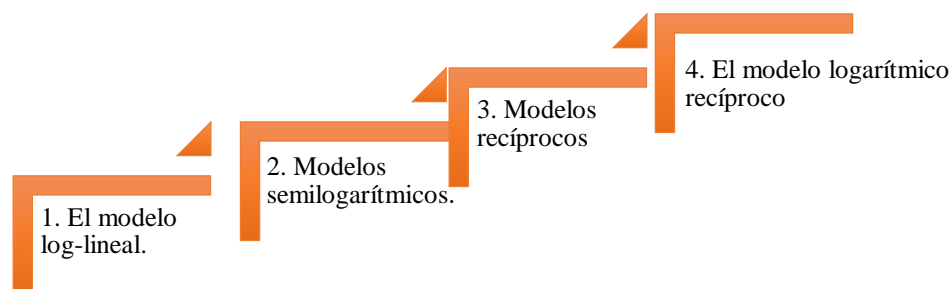 1. El modelo
log-lineal.
2. Modelos
semilogarítmicos.
3. Modelos
recíprocos
4. El modelo logarítmico
recíproco